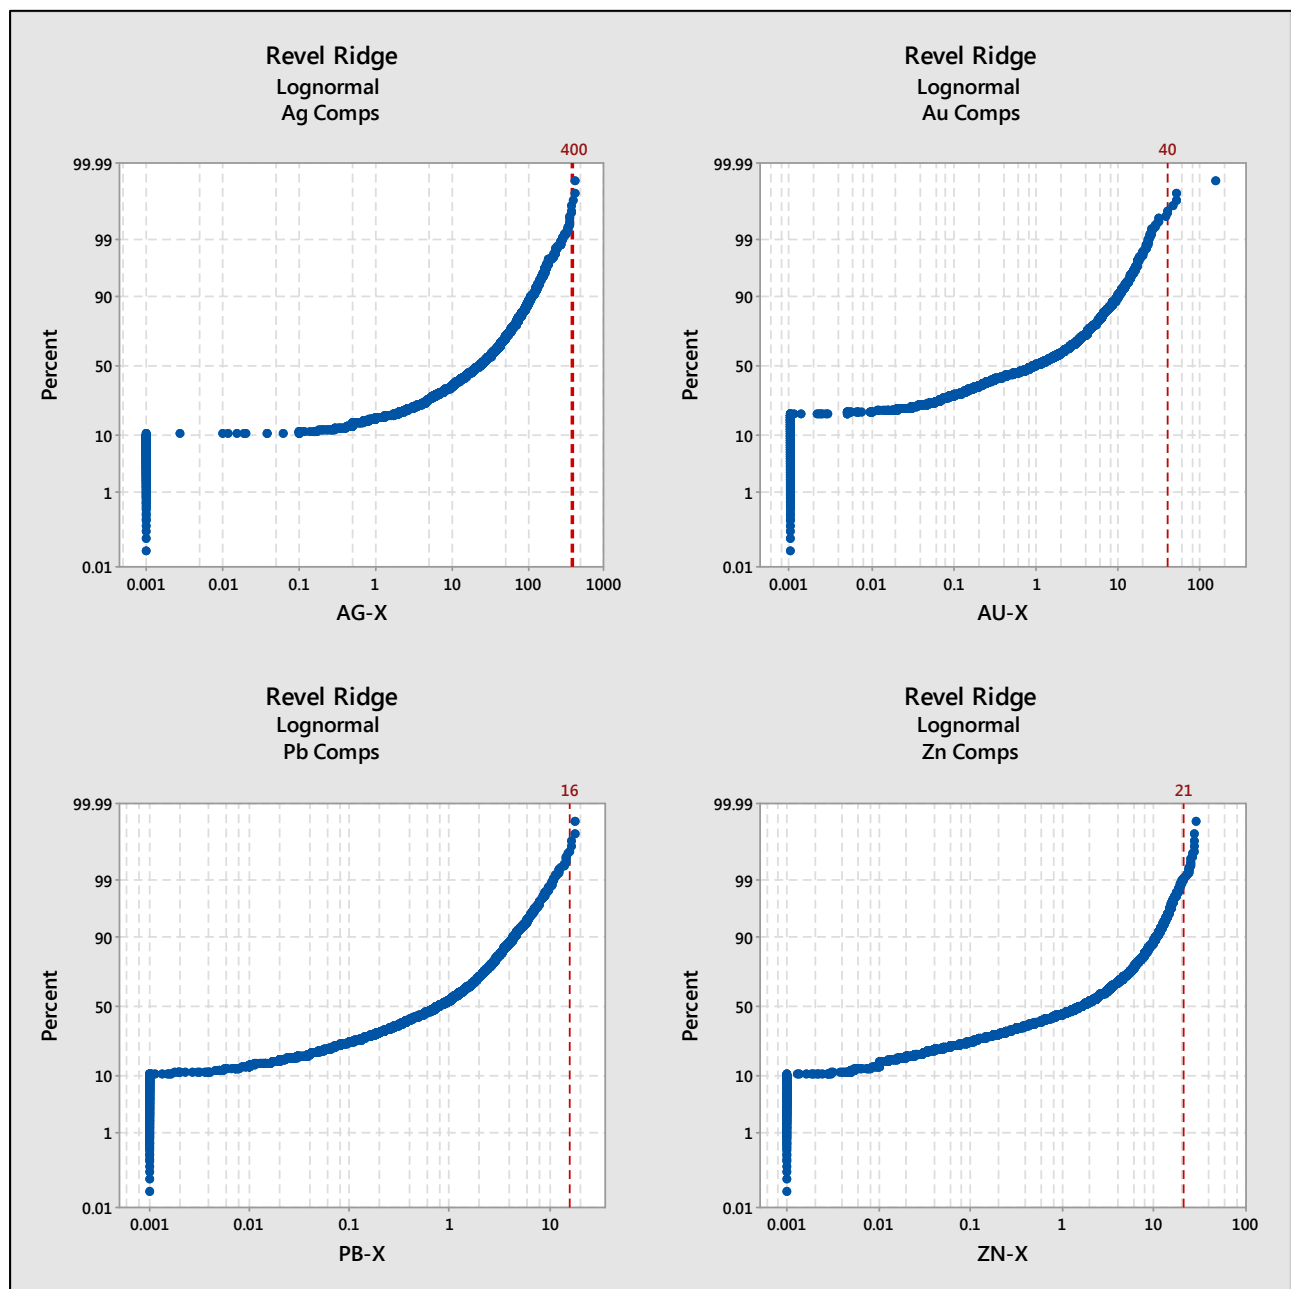 Revel Ridge
Lognormal
Ag Comps
400
99.99
99
90
50
10
1
0.01
Percent
0.001 0.01 0.1 1 10 100 1000
AG-X
Revel Ridge
Lognormal
Au Comps
40
99.99
99
90
50
10
1
0.01
Percent
0.001 0.01 0.1 1 10 100
AU-X
Revel Ridge
Lognormal
Pb Comps
16
99.99
99
90
50
10
1
0.01
Percent
0.001 0.01 0.1 1 10
PB-X
Revel Ridge
Lognormal
Zn Comps
21
99.99
99
90
50
10
1
0.01
Percent
0.001 0.01 0.1 1 10 100
ZN-X